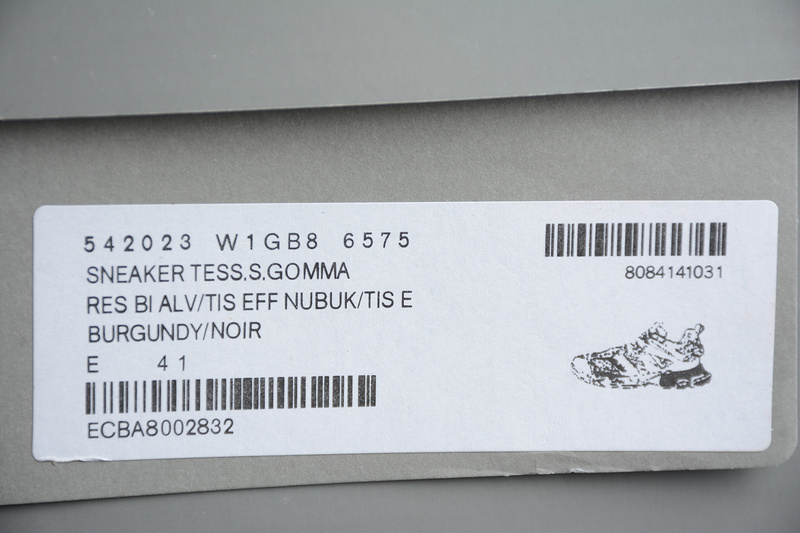 542023 W1GB8 6575
8084141031
SNEAKER TESS.S.GOMMA
RES BI ALV/TIS EFF NUBUK/TIS E
BURGUNDY/NOIR
E 41
ECBA8002832